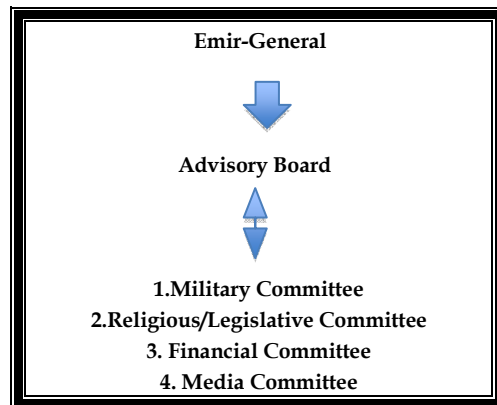 Emir-General
Advisory Board
1.Military Committee
2.Religious/Legislative Committee
3. Financial Committee
4. Media Committee